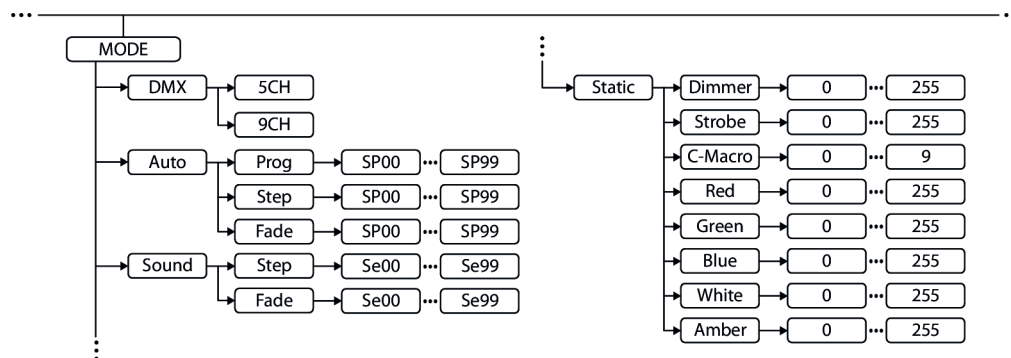 MODE
DMX 5CH
9CH
Auto Prog SP00 ... SP99
Step SP00 ... SP99
Fade SP00 ... SP99
Sound Step Se00 ... Se99
Fade Se00 ... Se99
Static Dimmer 0 ... 255
Strobe 0 ... 255
C-Macro 0 ... 9
Red 0 ... 255
Green 0 ... 255
Blue 0 ... 255
White 0 ... 255
Amber 0 ... 255